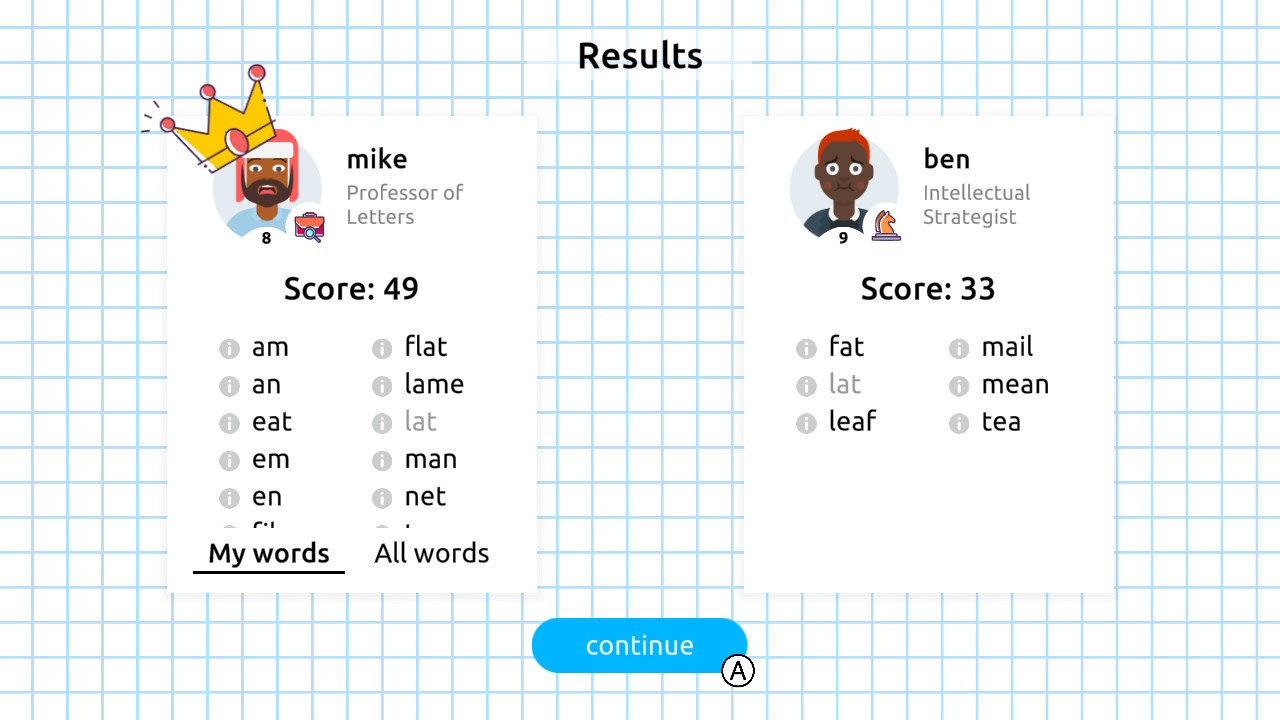 Results
mike
Professor of
Letters
8
Score: 49
am
flat
an
lame
eat
lat
em
man
en
net
My words
All words
ben
Intellectual
Strategist
9
Score: 33
fat
mail
lat
mean
leaf
tea
continue
A